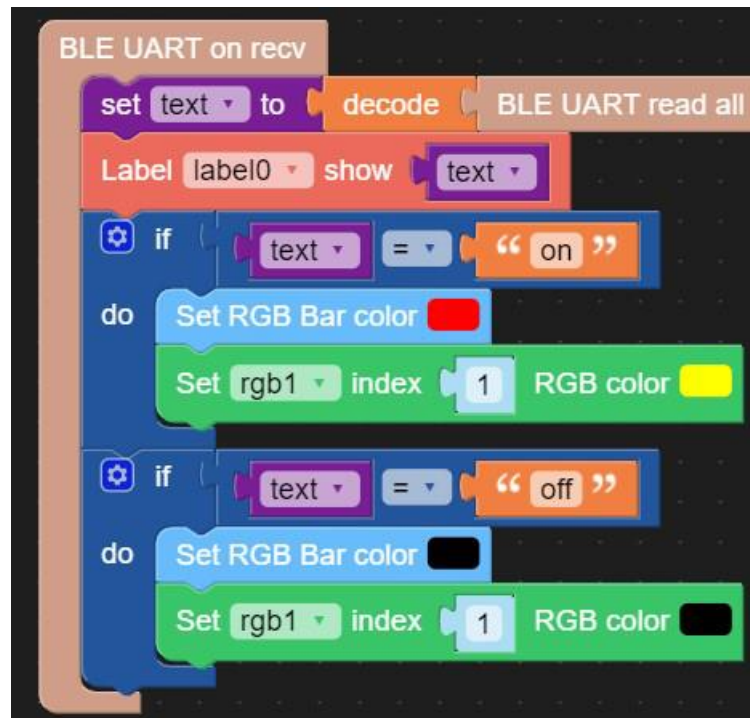 BLE UART on recv
set text to decode BLE UART read all
Label label0 show text
if text = “ on ”
do Set RGB Bar color
Set rgb1 index 1 RGB color
if text = “ off ”
do Set RGB Bar color
Set rgb1 index 1 RGB color